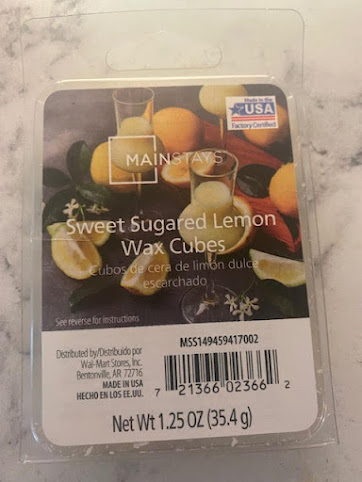 Made in the
USA
Factory Certified
MAINSTAYS
Sweet Sugared Lemon
Wax Cubes
Cubos de cera de limón dulce
escarchado
See reverse for instructions
Distributed by/Distribuido por
Wal-Mart Stores, Inc.
Bentonville, AR 72716
MADE IN USA
HECHO EN LOS EE.UU.
MSS149459417002
7 21366 02366 2
Net Wt 1.25 OZ (35.4 g)